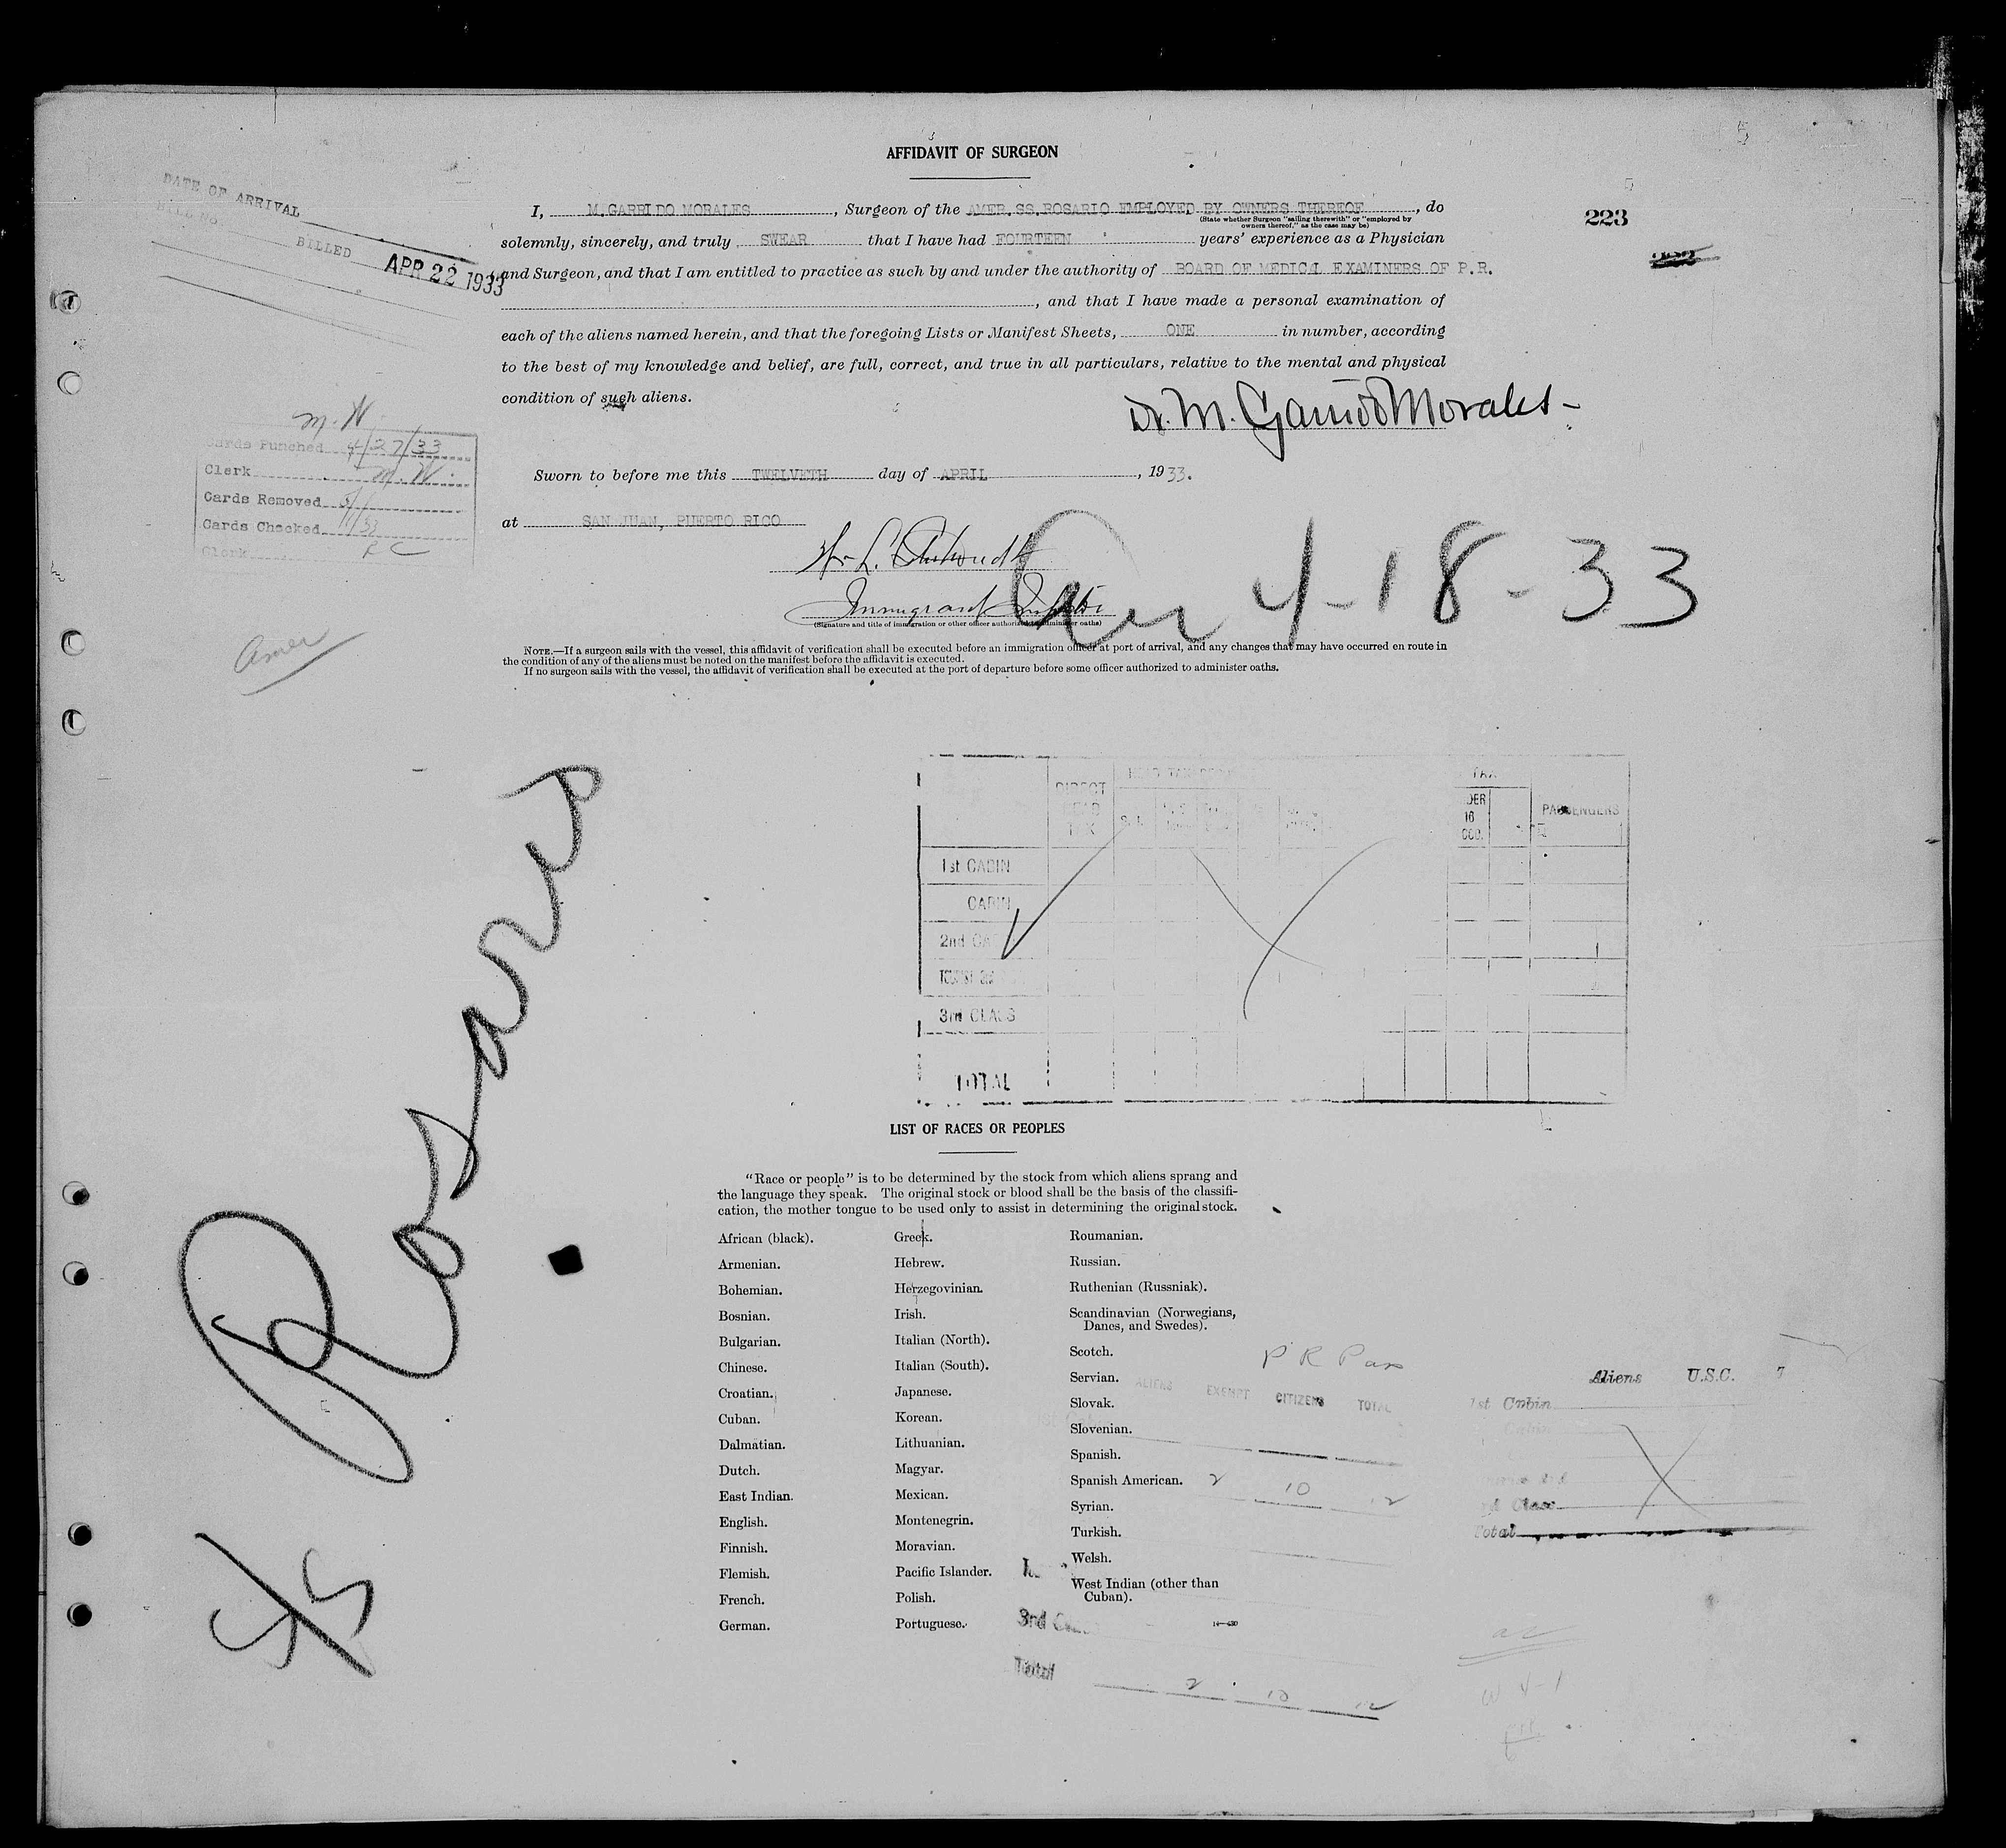 AFFIDAVIT OF SURGEON
DATE OF ARRIVAL
BILL NO.
BILLED
APR 22 1933
223
I, M. GARRIDO MORALES, Surgeon of the AMER. SS. ROSARIO EMPLOYED BY OWNERS THEREOF, do
(State whether Surgeon "sailing therewith" or "employed by
owners thereof," as the case may be)
solemnly, sincerely, and truly SWEAR that I have had FOURTEEN years' experience as a Physician
and Surgeon, and that I am entitled to practice as such by and under the authority of BOARD OF MEDICAL EXAMINERS OF P.R.
, and that I have made a personal examination of
each of the aliens named herein, and that the foregoing Lists or Manifest Sheets, ONE in number, according
to the best of my knowledge and belief, are full, correct, and true in all particulars, relative to the mental and physical
condition of such aliens.
Dr. M. Garrido Morales
M. W.
Cards Punched 4/27/33
Clerk M. W.
Cards Removed
Cards Checked
Clerk
Sworn to before me this TWELVETH day of APRIL, 1933.
at SAN JUAN, PUERTO RICO
Immigrant Inspector
(Signature and title of immigration or other officer authorized to administer oaths)
Arr 4-18-33
Amer
NOTE.—If a surgeon sails with the vessel, this affidavit of verification shall be executed before an immigration officer at port of arrival, and any changes that may have occurred en route in
the condition of any of the aliens must be noted on the manifest before the affidavit is executed.
If no surgeon sails with the vessel, the affidavit of verification shall be executed at the port of departure before some officer authorized to administer oaths.
S/S Rosario
DIRECT
HEAD
TAX
PASSENGERS
1st CABIN
CABIN
2nd CA
3rd CLASS
TOTAL
LIST OF RACES OR PEOPLES
"Race or people" is to be determined by the stock from which aliens sprang and
the language they speak. The original stock or blood shall be the basis of the classifi-
cation, the mother tongue to be used only to assist in determining the original stock.
African (black).
Armenian.
Bohemian.
Bosnian.
Bulgarian.
Chinese.
Croatian.
Cuban.
Dalmatian.
Dutch.
East Indian.
English.
Finnish.
Flemish.
French.
German.
Greek.
Hebrew.
Herzegovinian.
Irish.
Italian (North).
Italian (South).
Japanese.
Korean.
Lithuanian.
Magyar.
Mexican.
Montenegrin.
Moravian.
Pacific Islander.
Polish.
Portuguese.
Roumanian.
Russian.
Ruthenian (Russniak).
Scandinavian (Norwegians,
Danes, and Swedes).
Scotch.
Servian.
Slovak.
Slovenian.
Spanish.
Spanish American.
Syrian.
Turkish.
Welsh.
West Indian (other than
Cuban).
P R Pas
ALIENS EXEMPT CITIZENS TOTAL
2 10 12
3rd Class
Total 2 10 12
Aliens U.S.C.
1st Cabin
Class
Total